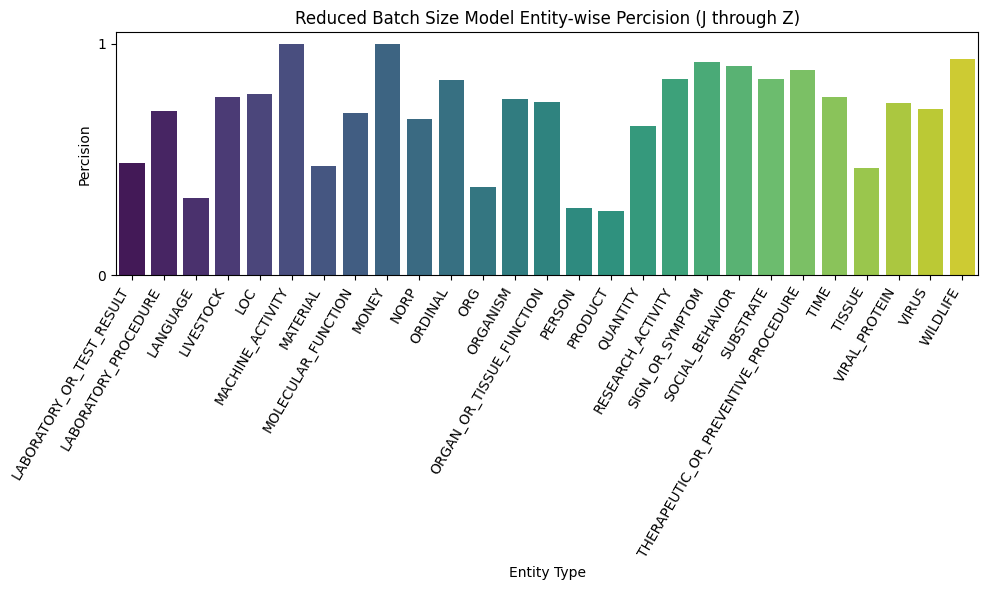 Reduced Batch Size Model Entity-wise Percision (J through Z)
1
0
Percision
LABORATORY_OR_TEST_RESULT
LABORATORY_PROCEDURE
LANGUAGE
LIVESTOCK
LOC
MACHINE_ACTIVITY
MATERIAL
MOLECULAR_FUNCTION
MONEY
NORP
ORDINAL
ORG
ORGANISM
ORGAN_OR_TISSUE_FUNCTION
PERSON
PRODUCT
QUANTITY
RESEARCH_ACTIVITY
SIGN_OR_SYMPTOM
SOCIAL_BEHAVIOR
SUBSTRATE
THERAPEUTIC_OR_PREVENTIVE_PROCEDURE
TIME
TISSUE
VIRAL_PROTEIN
VIRUS
WILDLIFE
Entity Type